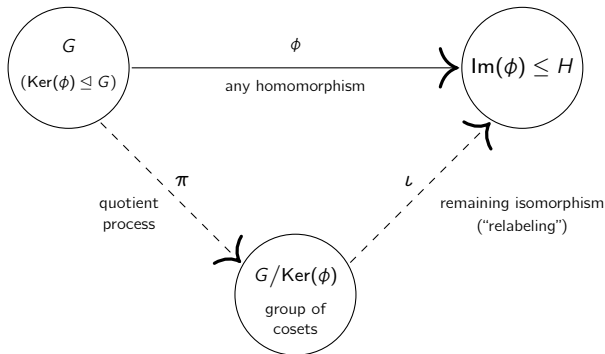 G
(Ker(ϕ) ⊴ G)
ϕ
any homomorphism
Im(ϕ) ≤ H
π
quotient
process
ι
remaining isomorphism
(“relabeling”)
G/Ker(ϕ)
group of
cosets